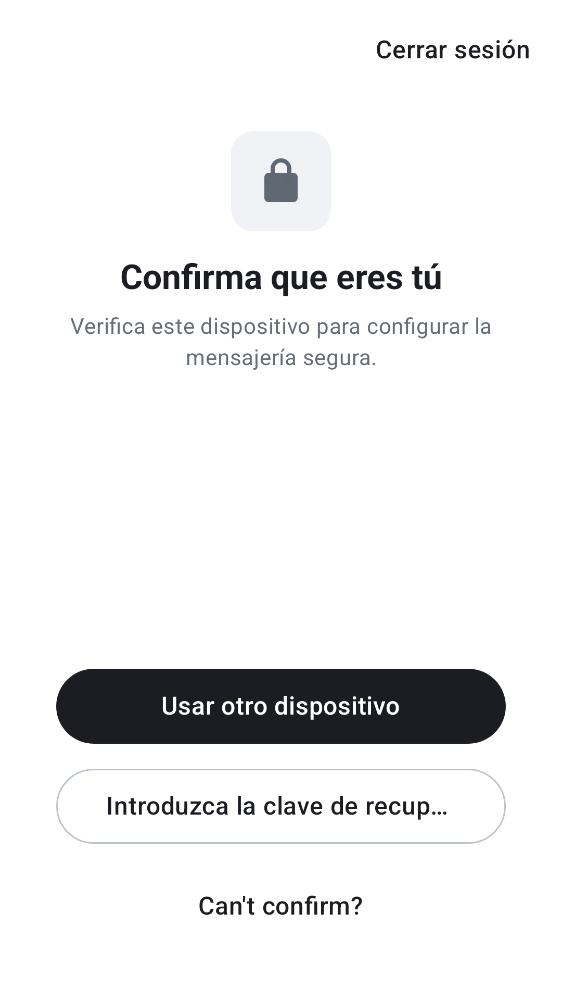 Cerrar sesión
Confirma que eres tú
Verifica este dispositivo para configurar la
mensajería segura.
Usar otro dispositivo
Introduzca la clave de recup…
Can't confirm?